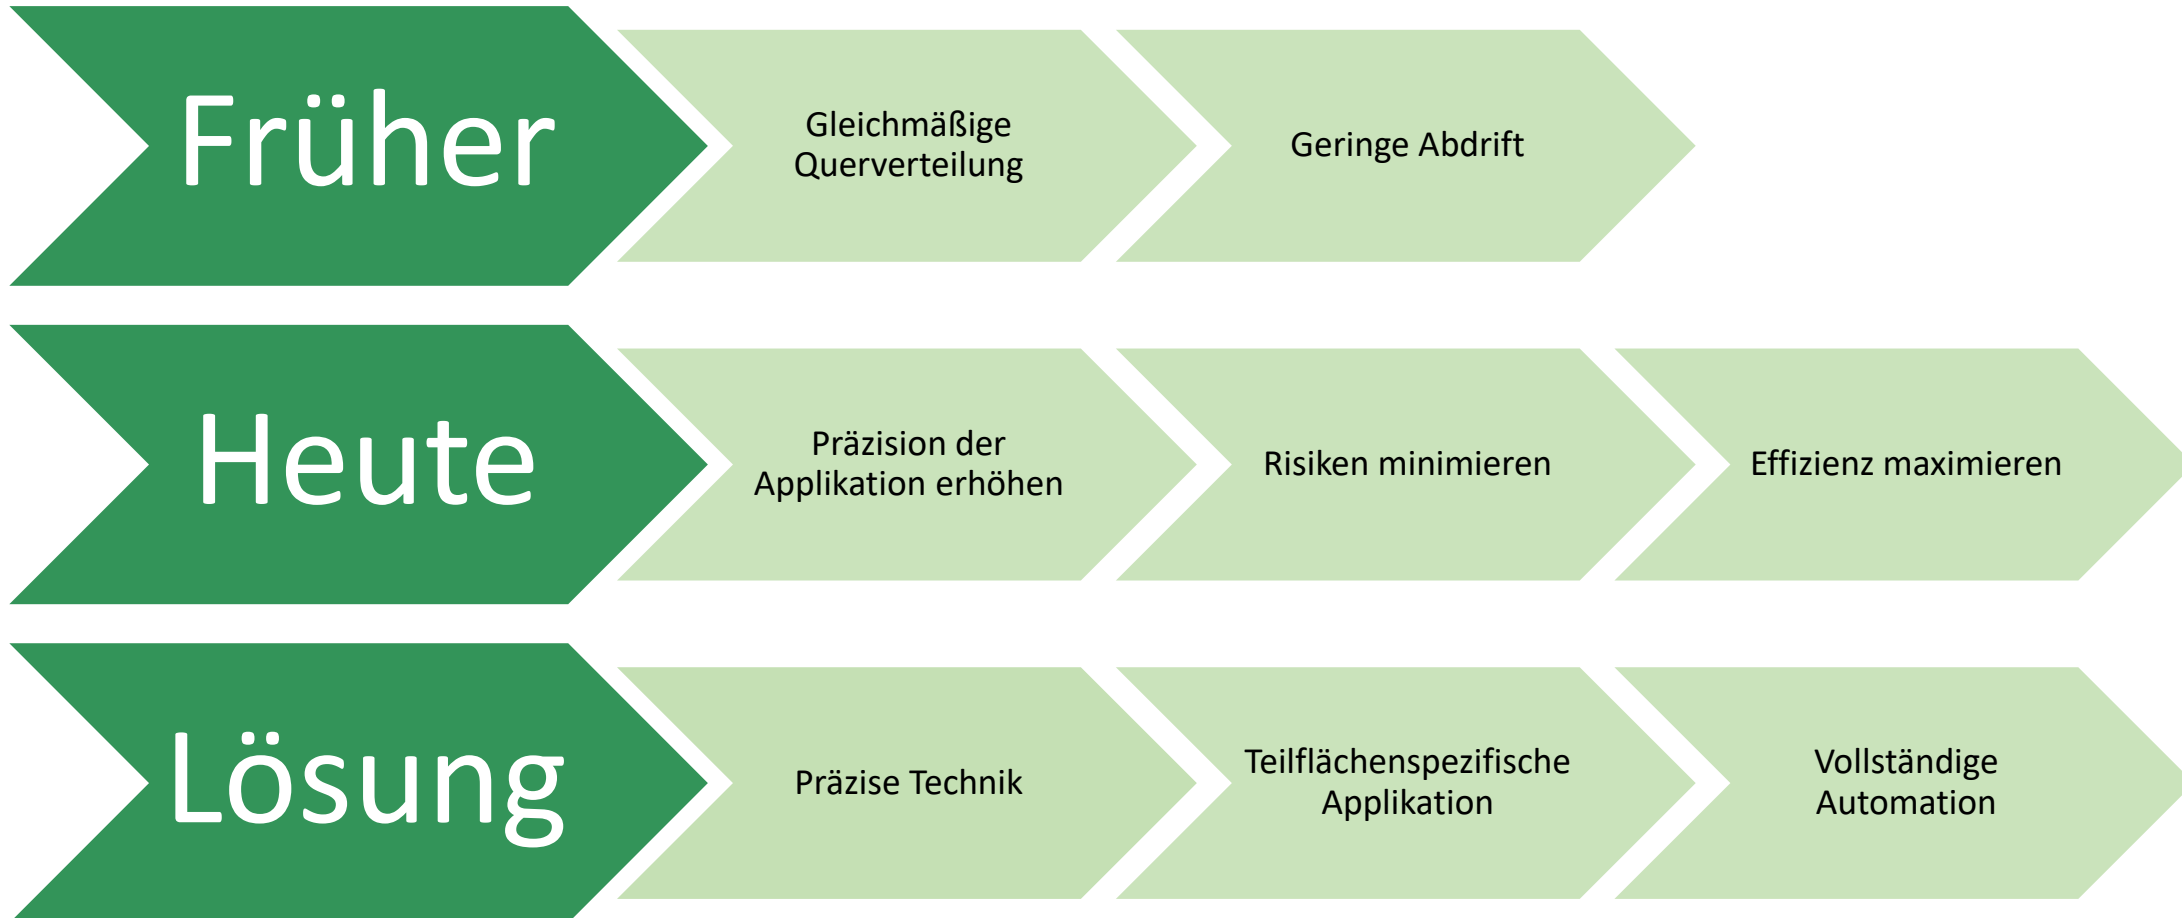 Früher
Gleichmäßige
Querverteilung
Geringe Abdrift
Heute
Präzision der
Applikation erhöhen
Risiken minimieren
Effizienz maximieren
Lösung
Präzise Technik
Teilflächenspezifische
Applikation
Vollständige
Automation